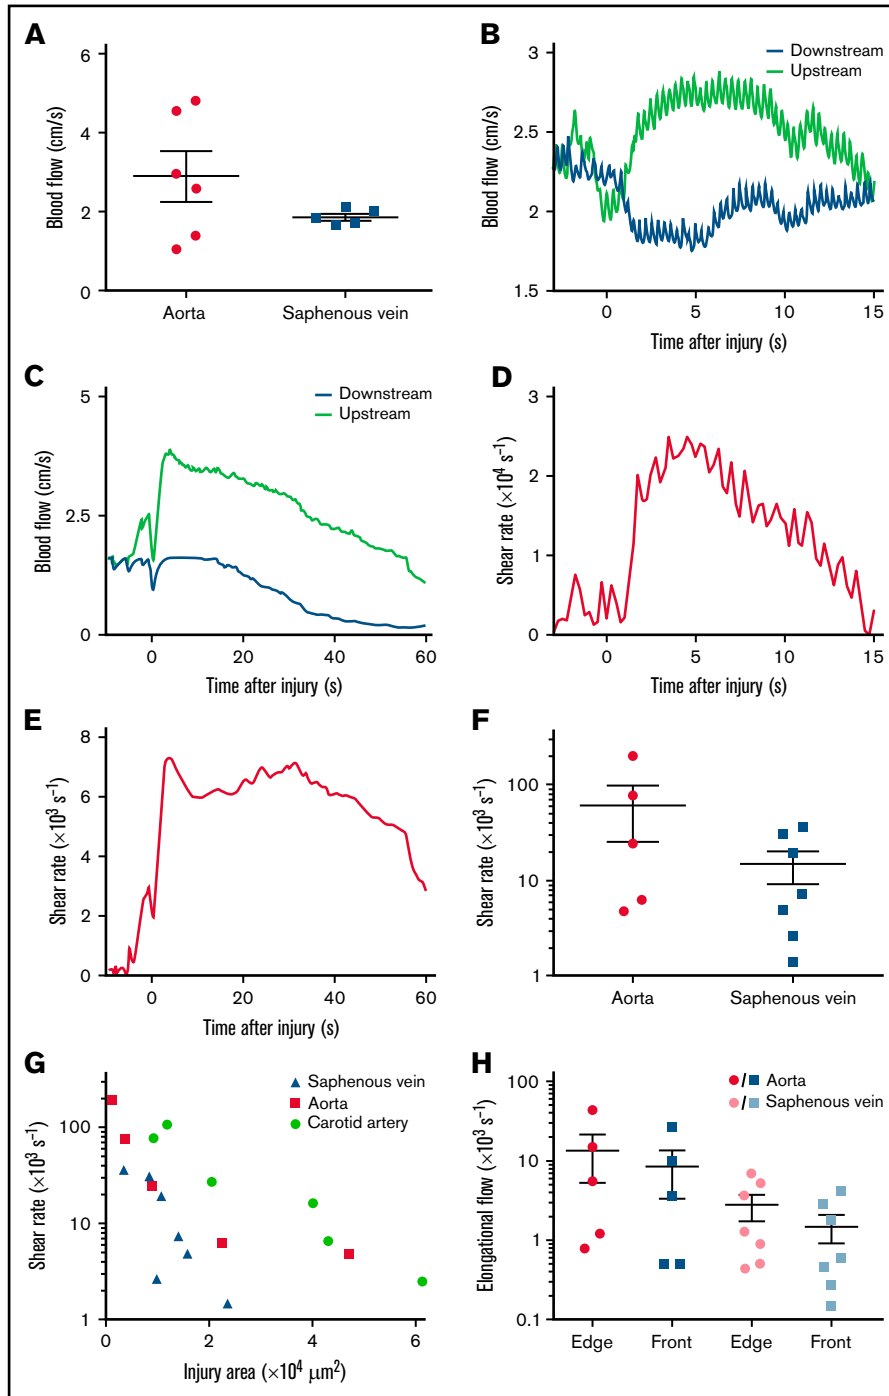 A
Blood flow (cm/s)
6
4
2
0
Aorta
Saphenous vein
B
Downstream
Upstream
Blood flow (cm/s)
3
2.5
2
1.5
0
5
10
15
Time after injury (s)
C
Downstream
Upstream
Blood flow (cm/s)
5
2.5
0
0
20
40
60
Time after injury (s)
D
Shear rate (×10⁴ s⁻¹)
3
2
1
0
0
5
10
15
Time after injury (s)
E
Shear rate (×10³ s⁻¹)
8
6
4
2
0
0
20
40
60
Time after injury (s)
F
Shear rate (×10³ s⁻¹)
100
10
1
Aorta
Saphenous vein
G
Saphenous vein
Aorta
Carotid artery
Shear rate (×10³ s⁻¹)
100
10
1
0
2
4
6
Injury area (×10⁴ μm²)
H
/ Aorta
/ Saphenous vein
Elongational flow (×10³ s⁻¹)
100
10
1
0.1
Edge
Front
Edge
Front